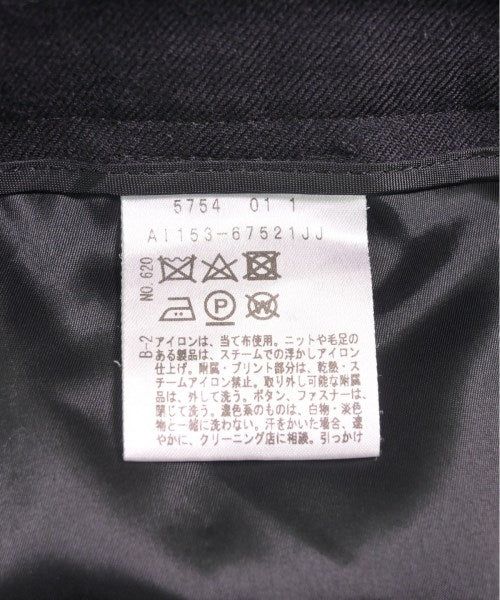 5754 01 1
AI153-67521JJ
NO.620
P
W
B-2
アイロンは、当て布使用。ニットや毛足の
ある製品は、スチームでの浮かしアイロン
仕上げ。附属・プリント部分は、乾熱・ス
チームアイロン禁止。取り外し可能な附属
品は、外して洗う。ボタン、ファスナーは、
閉じて洗う。濃色系のものは、白物・淡色
物と一緒に洗わない。汗をかいた場合、速
やかに、クリーニング店に相談。引っかけ